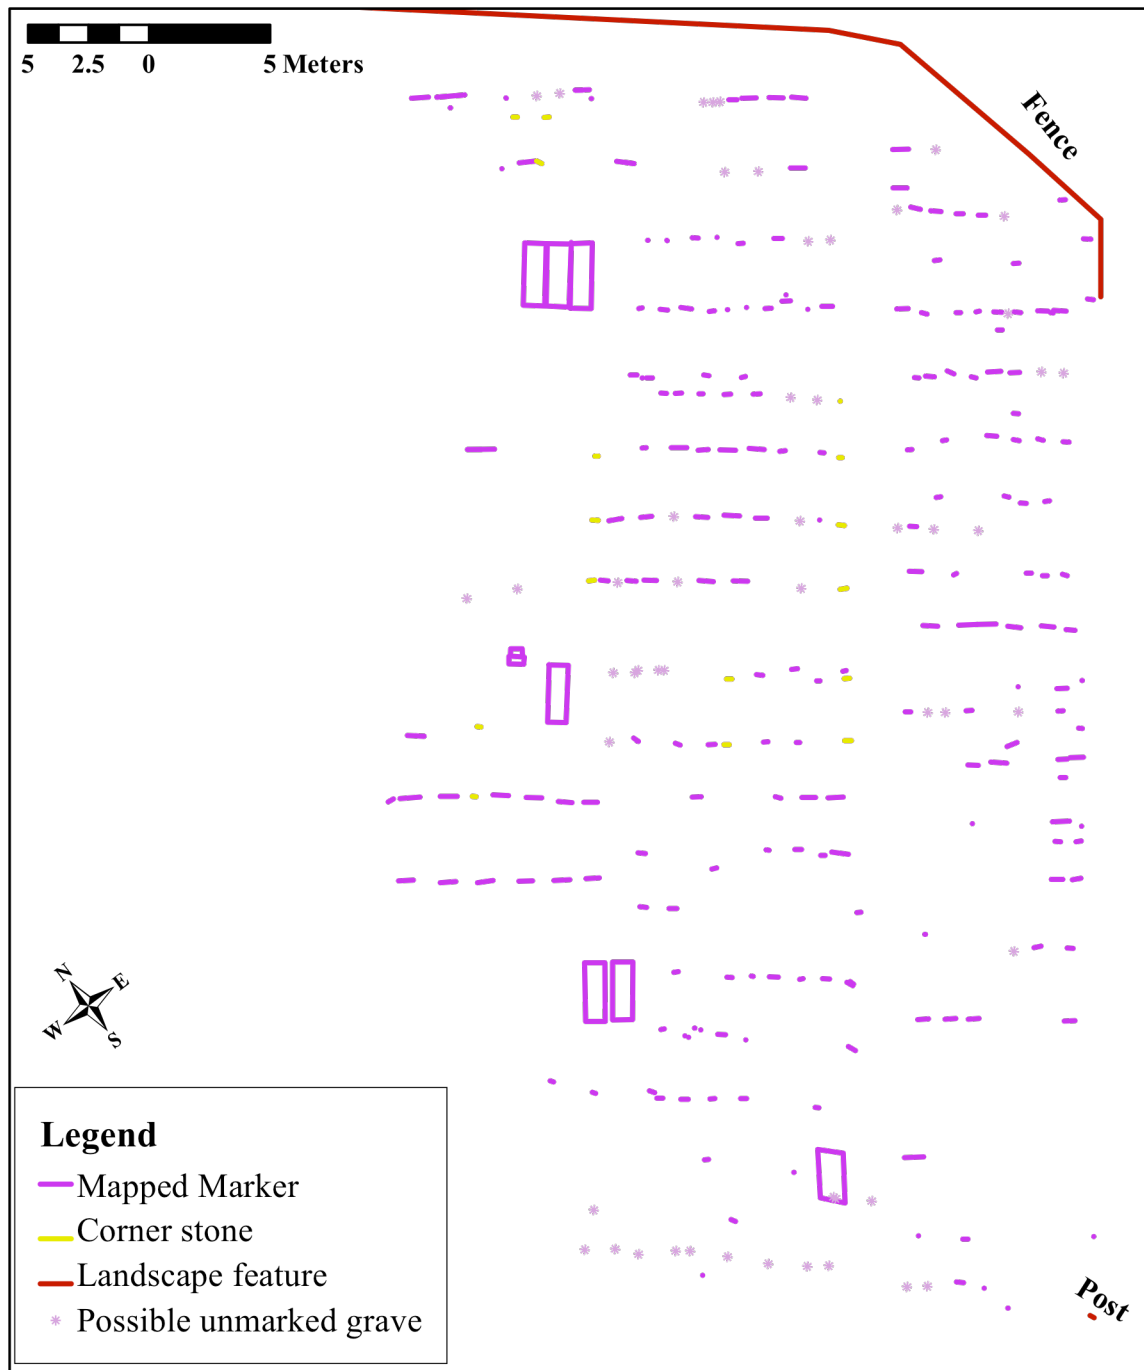 5 2.5 0 5 Meters
Fence
N
E
W
S
Legend
Mapped Marker
Corner stone
Landscape feature
Possible unmarked grave
Post